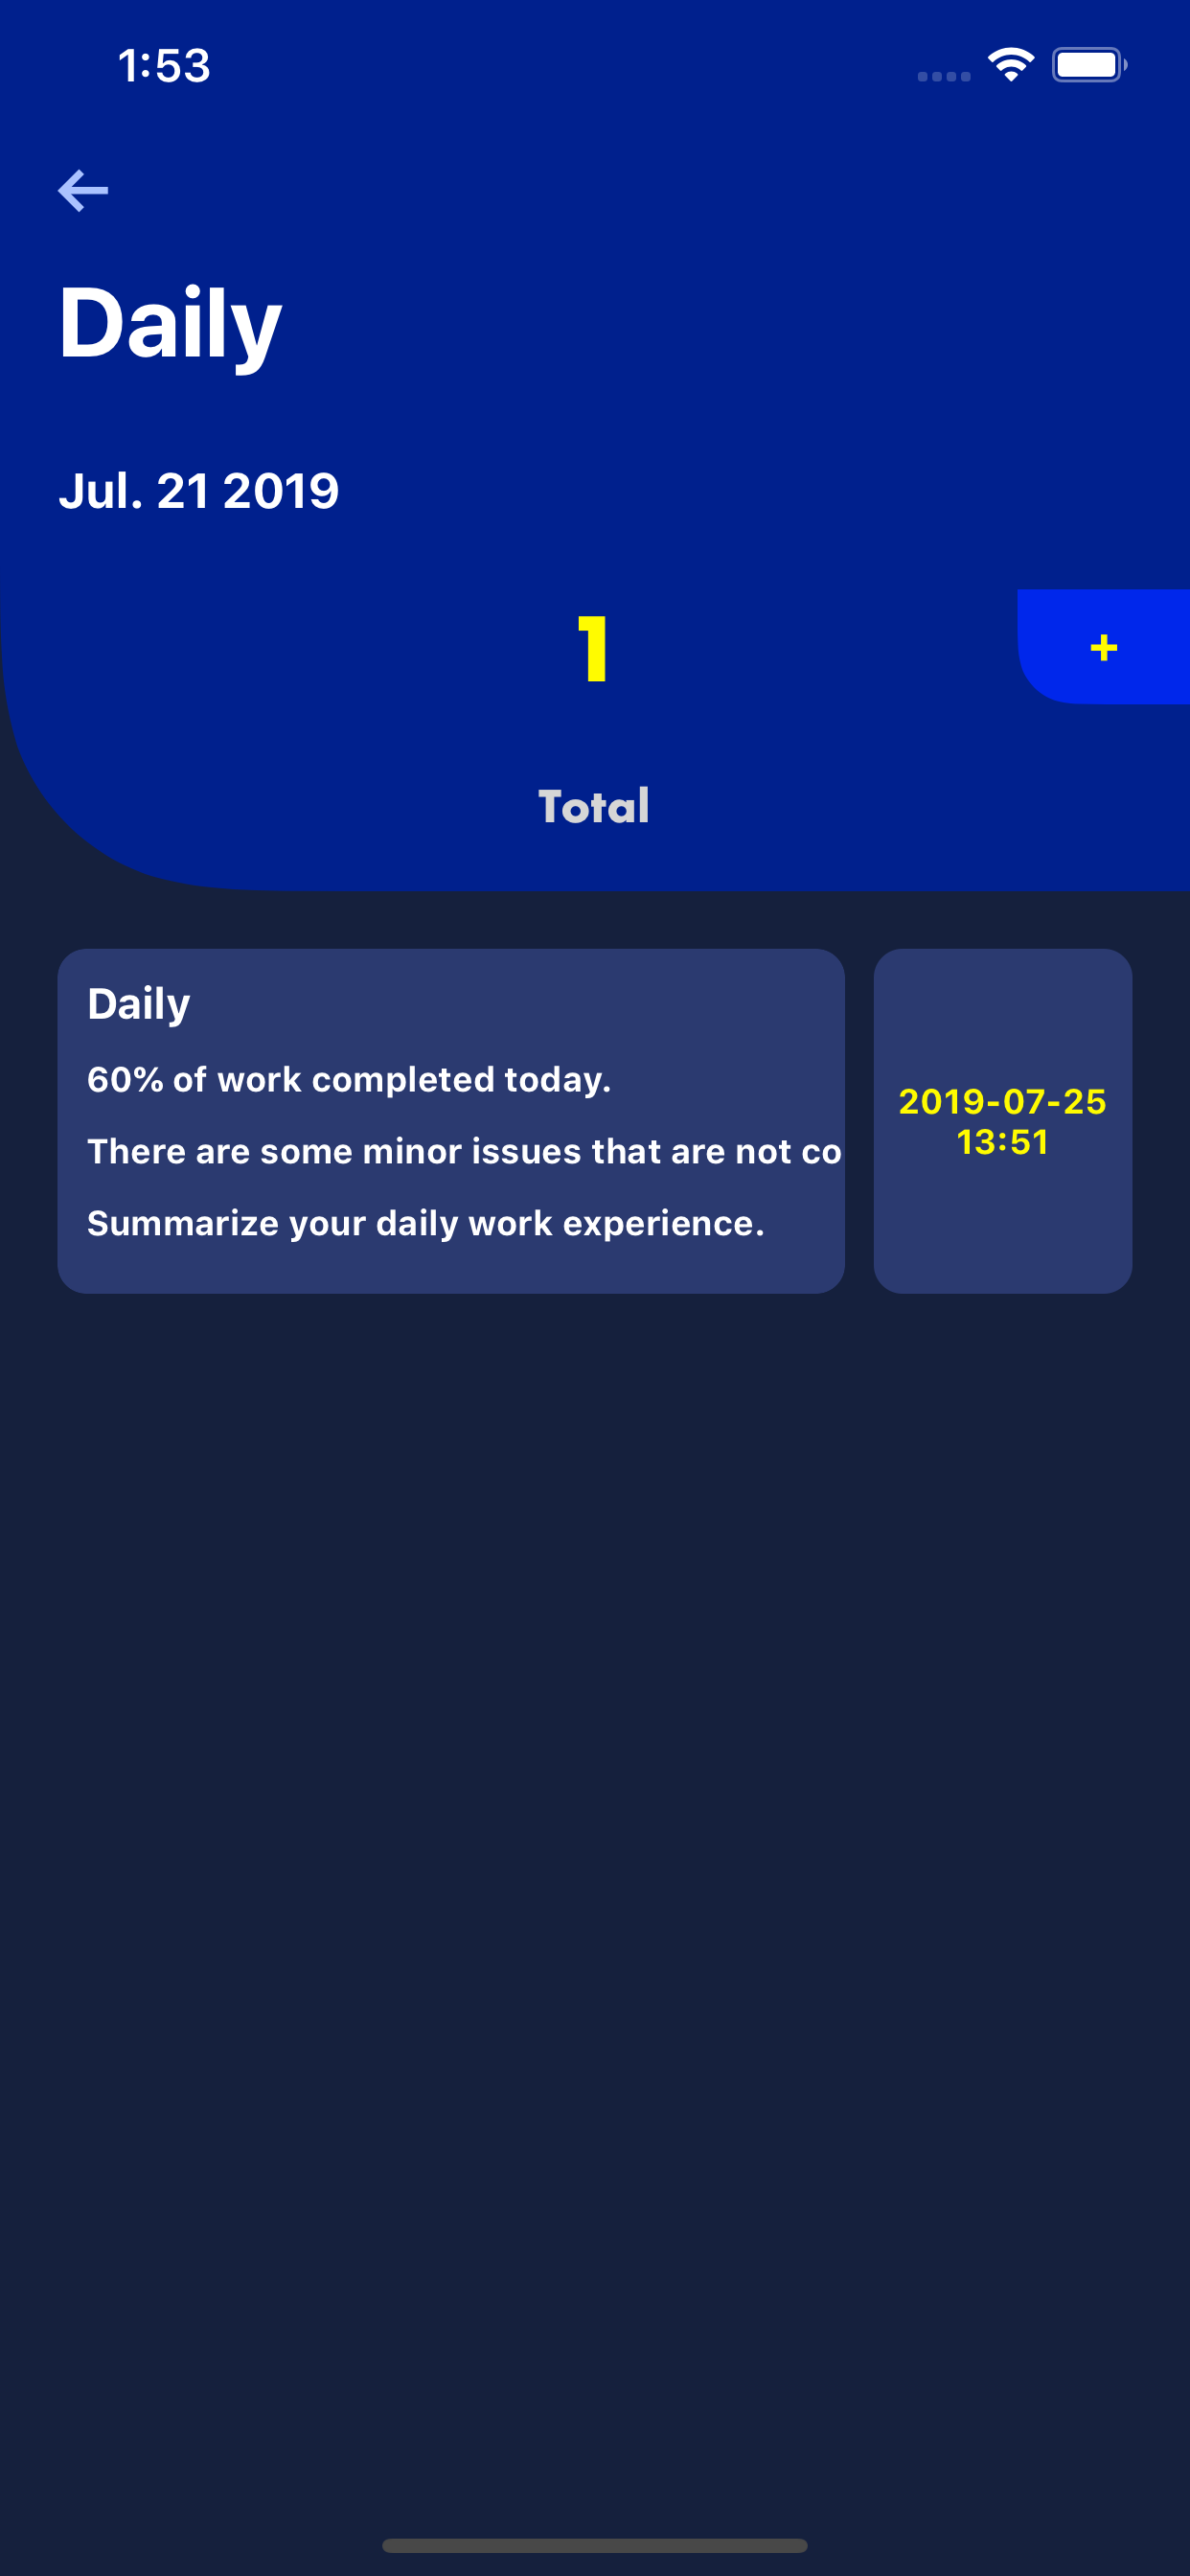 1:53
Daily
Jul. 21 2019
1
+
Total
Daily
60% of work completed today.
There are some minor issues that are not co
Summarize your daily work experience.
2019-07-25
13:51